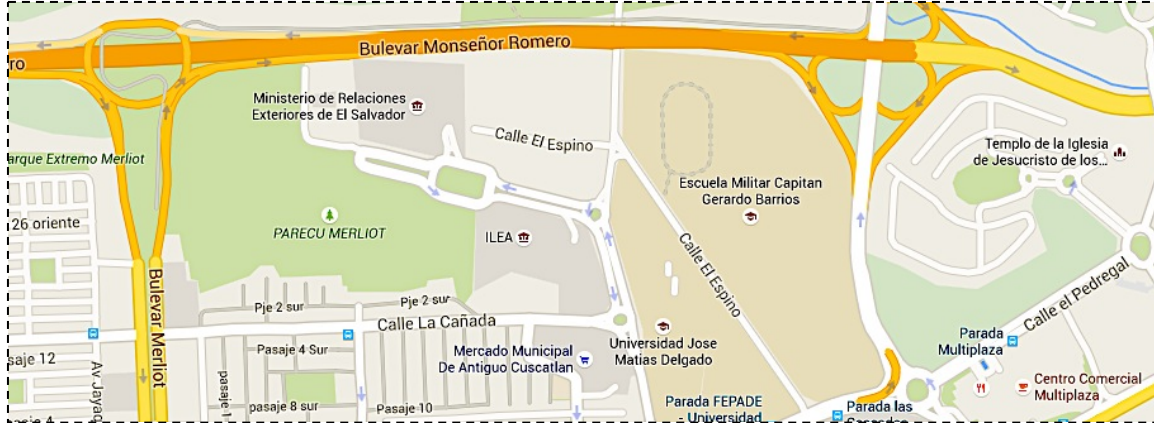 Bulevar Monseñor Romero
ro
Ministerio de Relaciones
Exteriores de El Salvador
Calle El Espino
Templo de la Iglesia
de Jesucristo de los...
arque Extremo Merliot
Escuela Militar Capitan
Gerardo Barrios
26 oriente
PARECU MERLIOT
ILEA
Calle El Espino
Bulevar Merliot
Calle el Pedregal
Pje 2 sur
Pje 2 sur
Calle La Cañada
Parada
Multiplaza
saje 12
Pasaje 4 Sur
Mercado Municipal
De Antiguo Cuscatlan
Universidad Jose
Matias Delgado
Av Jayaq
pasaje 1
pasaje 8 sur
Pasaje 10
Centro Comercial
Multiplaza
Parada FEPADE
- Universidad
Parada las